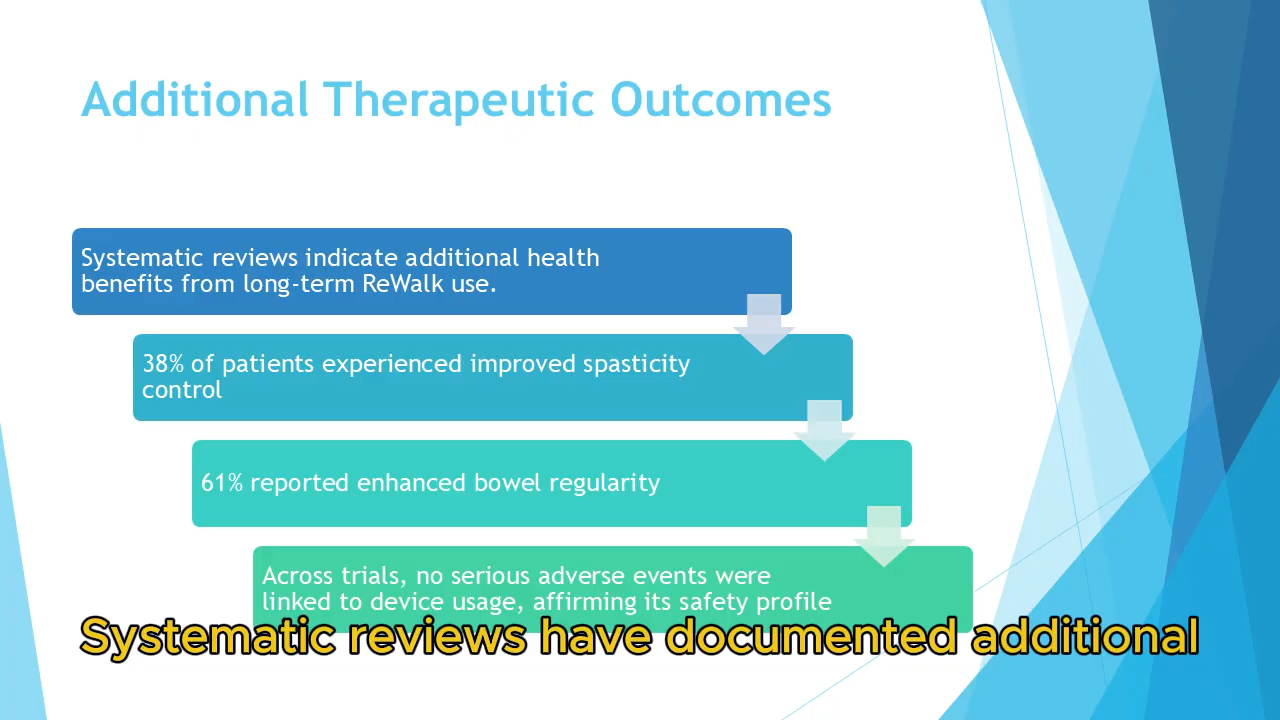 Additional Therapeutic Outcomes
Systematic reviews indicate additional health
benefits from long-term ReWalk use.
38% of patients experienced improved spasticity
control
61% reported enhanced bowel regularity
Across trials, no serious adverse events were
linked to device usage, affirming its safety profile
Systematic reviews have documented additional